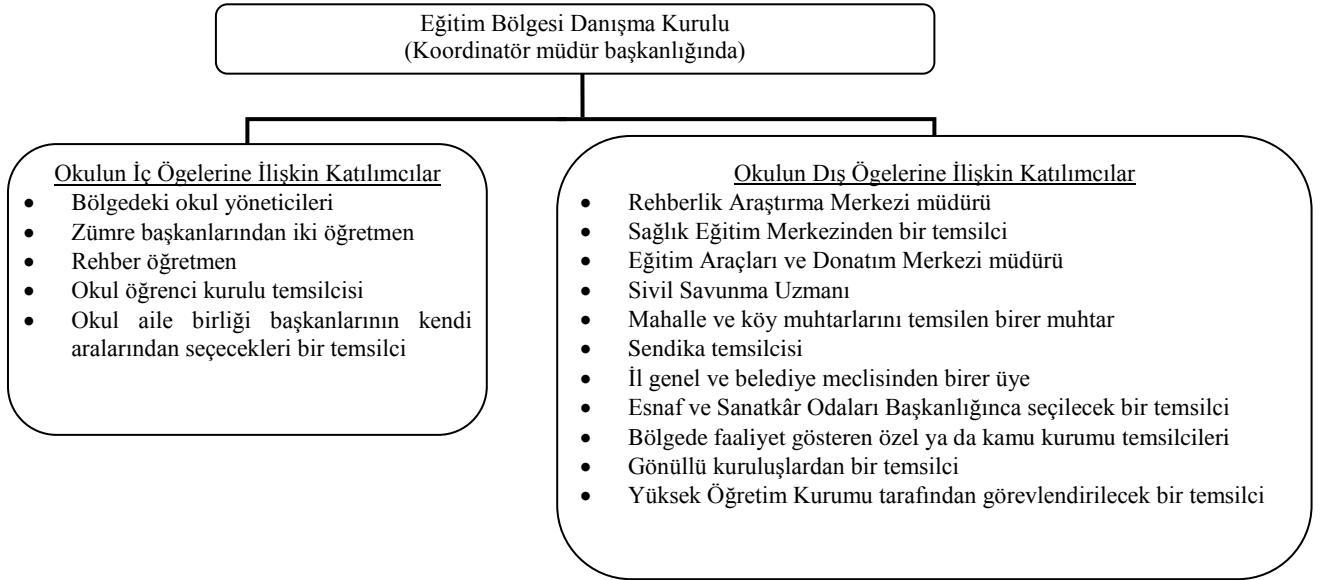 Eğitim Bölgesi Danışma Kurulu
(Koordinatör müdür başkanlığında)
Okulun İç Ögelerine İlişkin Katılımcılar
• Bölgedeki okul yöneticileri
• Zümre başkanlarından iki öğretmen
• Rehber öğretmen
• Okul öğrenci kurulu temsilcisi
• Okul aile birliği başkanlarının kendi
aralarından seçecekleri bir temsilci
Okulun Dış Ögelerine İlişkin Katılımcılar
• Rehberlik Araştırma Merkezi müdürü
• Sağlık Eğitim Merkezinden bir temsilci
• Eğitim Araçları ve Donatım Merkezi müdürü
• Sivil Savunma Uzmanı
• Mahalle ve köy muhtarlarını temsilen birer muhtar
• Sendika temsilcisi
• İl genel ve belediye meclisinden birer üye
• Esnaf ve Sanatkâr Odaları Başkanlığınca seçilecek bir temsilci
• Bölgede faaliyet gösteren özel ya da kamu kurumu temsilcileri
• Gönüllü kuruluşlardan bir temsilci
• Yüksek Öğretim Kurumu tarafından görevlendirilecek bir temsilci